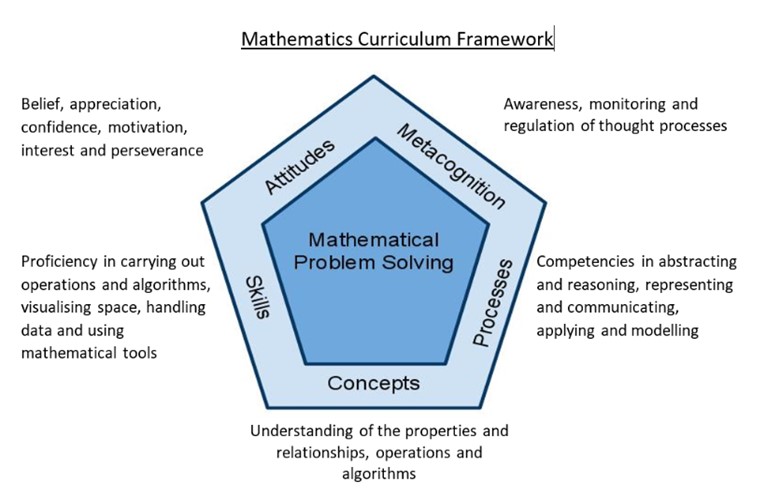 Mathematics Curriculum Framework
Belief, appreciation,
confidence, motivation,
interest and perseverance
Awareness, monitoring and
regulation of thought processes
Attitudes
Metacognition
Mathematical
Problem Solving
Proficiency in carrying out
operations and algorithms,
visualising space, handling
data and using
mathematical tools
Skills
Processes
Competencies in abstracting
and reasoning, representing
and communicating,
applying and modelling
Concepts
Understanding of the properties and
relationships, operations and
algorithms